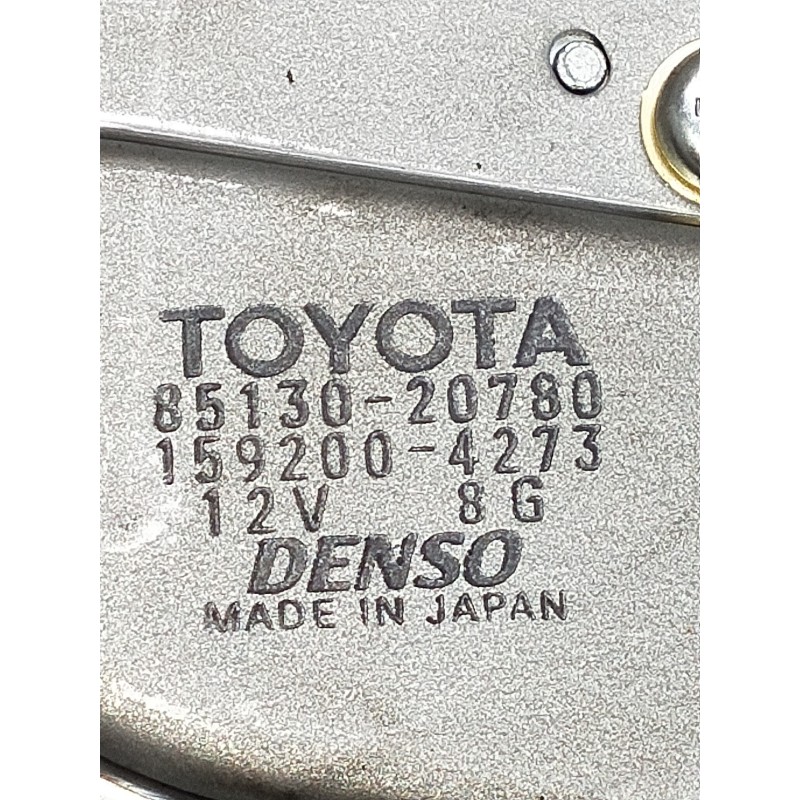 TOYOTA
85130-20780
159200-4273
12V 8G
DENSO
MADE IN JAPAN